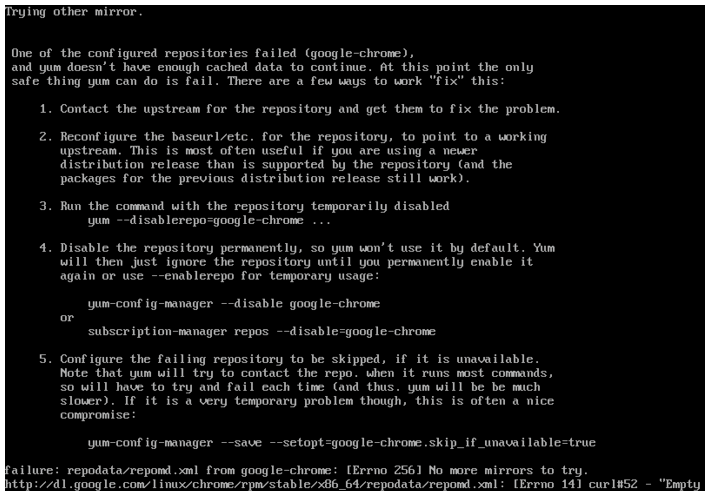 Trying other mirror.
One of the configured repositories failed (google-chrome),
and yum doesn't have enough cached data to continue. At this point the only
safe thing yum can do is fail. There are a few ways to work "fix" this:
1. Contact the upstream for the repository and get them to fix the problem.
2. Reconfigure the baseurl/etc. for the repository, to point to a working
upstream. This is most often useful if you are using a newer
distribution release than is supported by the repository (and the
packages for the previous distribution release still work).
3. Run the command with the repository temporarily disabled
yum --disablerepo=google-chrome ...
4. Disable the repository permanently, so yum won't use it by default. Yum
will then just ignore the repository until you permanently enable it
again or use --enablerepo for temporary usage:
yum-config-manager --disable google-chrome
or
subscription-manager repos --disable=google-chrome
5. Configure the failing repository to be skipped, if it is unavailable.
Note that yum will try to contact the repo. when it runs most commands,
so will have to try and fail each time (and thus. yum will be be much
slower). If it is a very temporary problem though, this is often a nice
compromise:
yum-config-manager --save --setopt=google-chrome.skip_if_unavailable=true
failure: repodata/repomd.xml from google-chrome: [Errno 256] No more mirrors to try.
http://dl.google.com/linux/chrome/rpm/stable/x86_64/repodata/repomd.xml: [Errno 14] curl#52 - "Empty